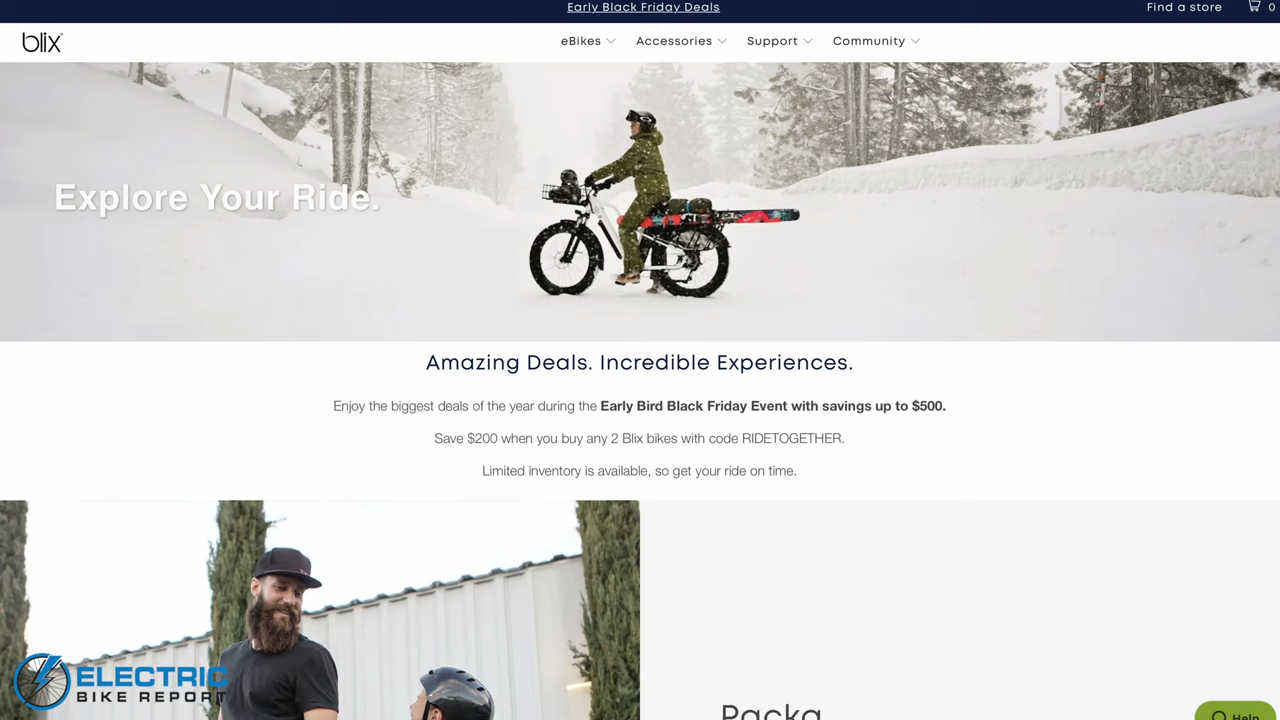 Early Black Friday Deals
Find a store
0
blix
eBikes
Accessories
Support
Community
Explore Your Ride.
Amazing Deals. Incredible Experiences.
Enjoy the biggest deals of the year during the Early Bird Black Friday Event with savings up to $500.
Save $200 when you buy any 2 Blix bikes with code RIDETOGETHER.
Limited inventory is available, so get your ride on time.
ELECTRIC
BIKE REPORT
Packa
Help